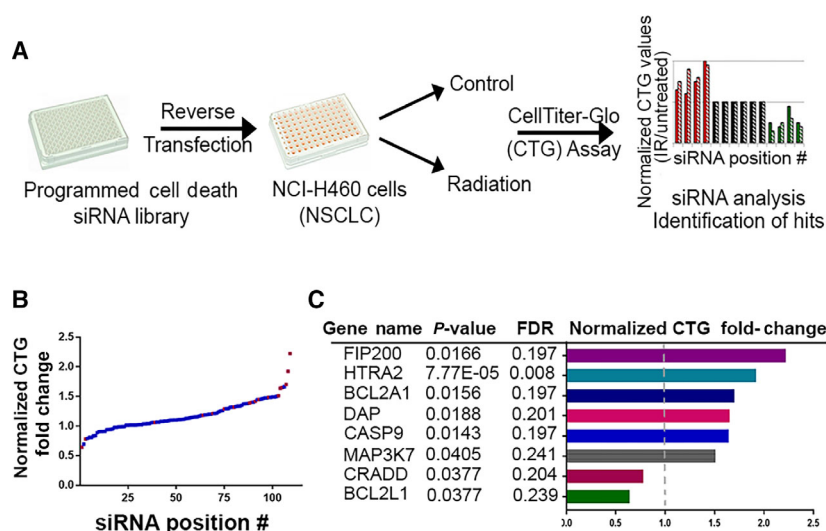 A
Reverse
Transfection
Programmed cell death
siRNA library
NCI-H460 cells
(NSCLC)
Control
Radiation
CellTiter-Glo
(CTG) Assay
Normalized CTG values
(IR/untreated)
siRNA position #
siRNA analysis
Identification of hits
B
Normalized CTG
fold change
2.5
2.0
1.5
1.0
0.5
0.0
25
50
75
100
siRNA position #
C
Gene name P-value FDR Normalized CTG fold-change
FIP200 0.0166 0.197
HTRA2 7.77E-05 0.008
BCL2A1 0.0156 0.197
DAP 0.0188 0.201
CASP9 0.0143 0.197
MAP3K7 0.0405 0.241
CRADD 0.0377 0.204
BCL2L1 0.0377 0.239
0.0 0.5 1.0 1.5 2.0 2.5